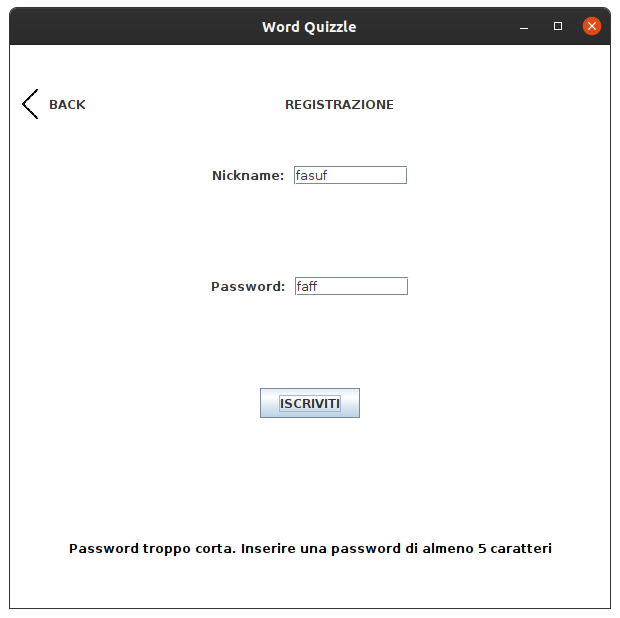 Word Quizzle
BACK
REGISTRAZIONE
Nickname: fasuf
Password: faff
ISCRIVITI
Password troppo corta. Inserire una password di almeno 5 caratteri